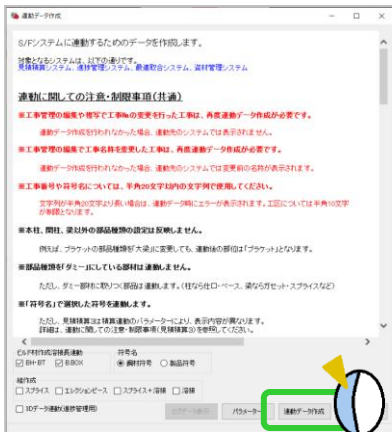 連動データ作成
S/Fシステムに連動するためのデータを作成します。
対象となるシステムは、以下の通りです。
見積積算システム、進捗管理システム、最適取合システム、資材管理システム
連動に関しての注意・制限事項(共通)
※工事管理の編集や複写で工事№の変更を行った工事は、再度連動データ作成が必要です。
連動データ作成を行われなかった場合、連動先のシステムでは表示されません。
※工事管理の編集で工事名称を変更した工事は、再度連動データ作成が必要です。
連動データ作成を行われなかった場合、連動先のシステムでは変更前の名称が表示されます。
※工事番号や符号名については、半角20文字以内の文字列で使用してください。
文字列が半角20文字より長い場合は、連動データ時にエラーが表示されます。工区については半角10文字
が制限となります。
※本柱、間柱、梁以外の部品種類の設定は反映しません。
例えば、ブラケットの部品種類を「大梁」に変更しても、連動後の部位は「ブラケット」となります。
※部品種類を「ダミー」にしている部材は連動しません。
ただし、ダミー部材に取りつく部品は連動します。(柱なら仕口・ベース、梁ならガセット・スプライスなど)
※「符号名」で選択した符号を連動します。
ただし、見積積算は積算連動のパラメーターにより、表示内容が異なります。
詳細は、連動に関しての注意・制限事項(見積積算)を参照してください。
ビルド材作成溶接長連動
BH・BT
B.BOX
符号名
鋼材符号
製品符号
組作成
スプライス
エレクションピース
スプライス+溶接
溶接
3Dデータ連動(進捗管理用)
パラメーター
連動データ作成